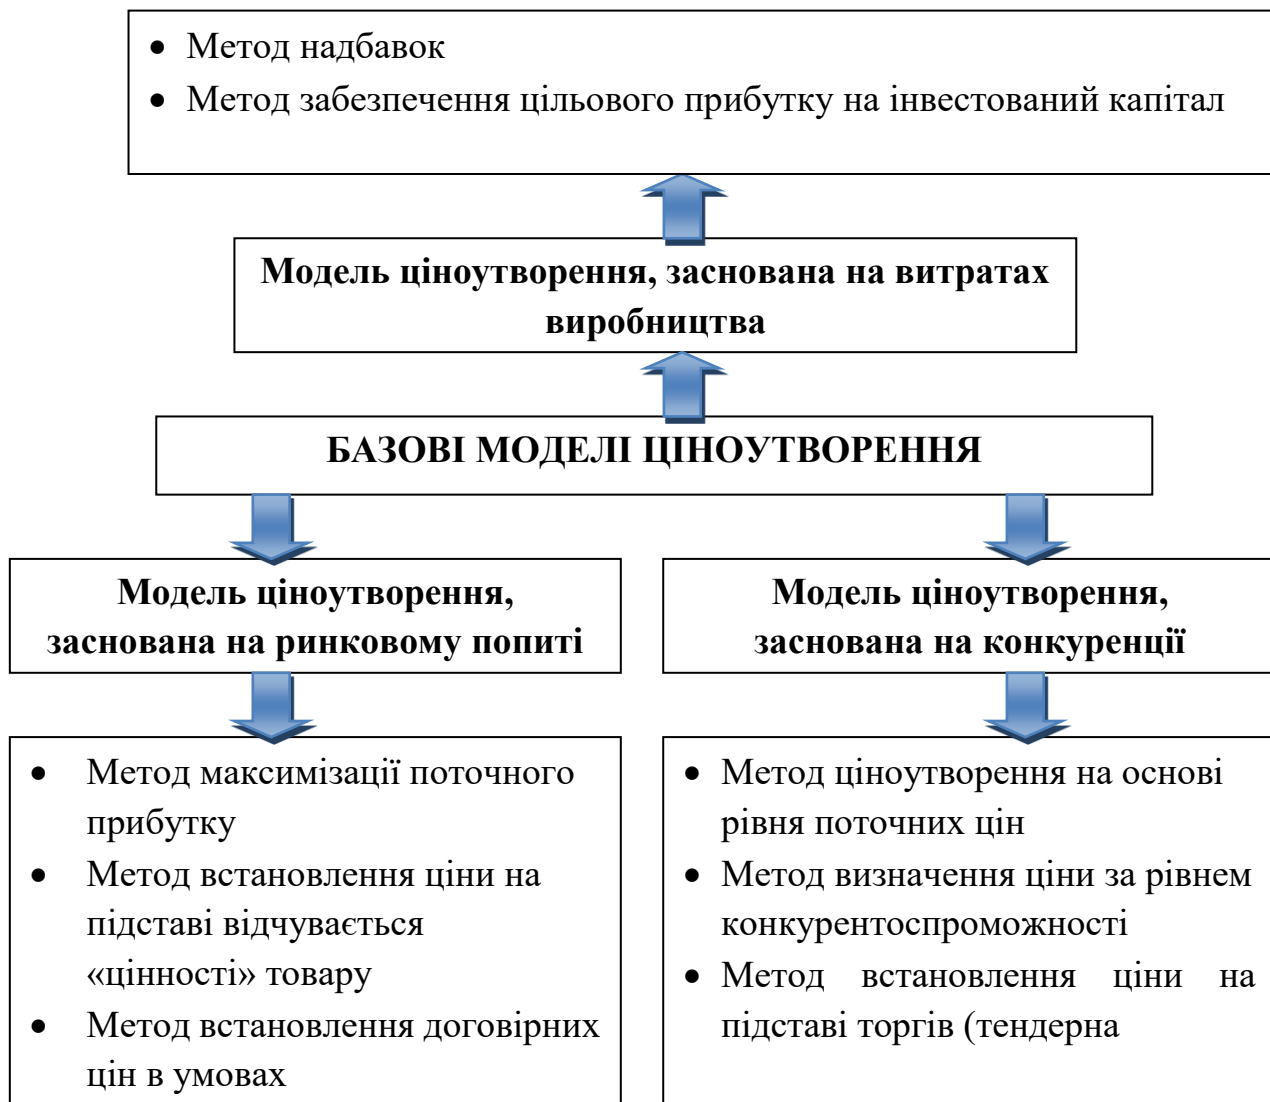 • Метод надбавок
• Метод забезпечення цільового прибутку на інвестований капітал
Модель ціноутворення, заснована на витратах
виробництва
БАЗОВІ МОДЕЛІ ЦІНОУТВОРЕННЯ
Модель ціноутворення,
заснована на ринковому попиті
Модель ціноутворення,
заснована на конкуренції
• Метод максимізації поточного
прибутку
• Метод встановлення ціни на
підставі відчувається
«цінності» товару
• Метод встановлення договірних
цін в умовах
• Метод ціноутворення на основі
рівня поточних цін
• Метод визначення ціни за рівнем
конкурентоспроможності
• Метод встановлення ціни на
підставі торгів (тендерна